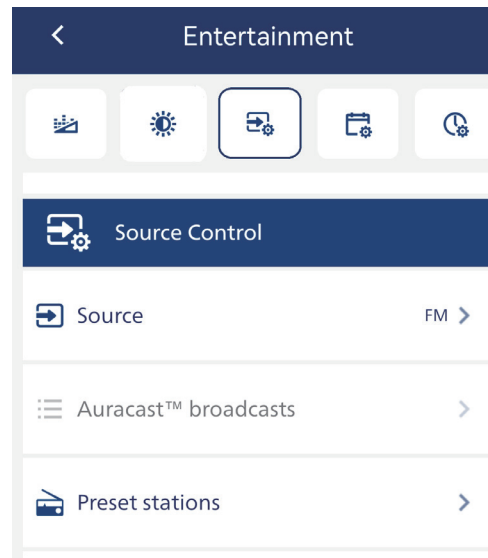 Entertainment
Source Control
Source FM
Auracast™ broadcasts
Preset stations